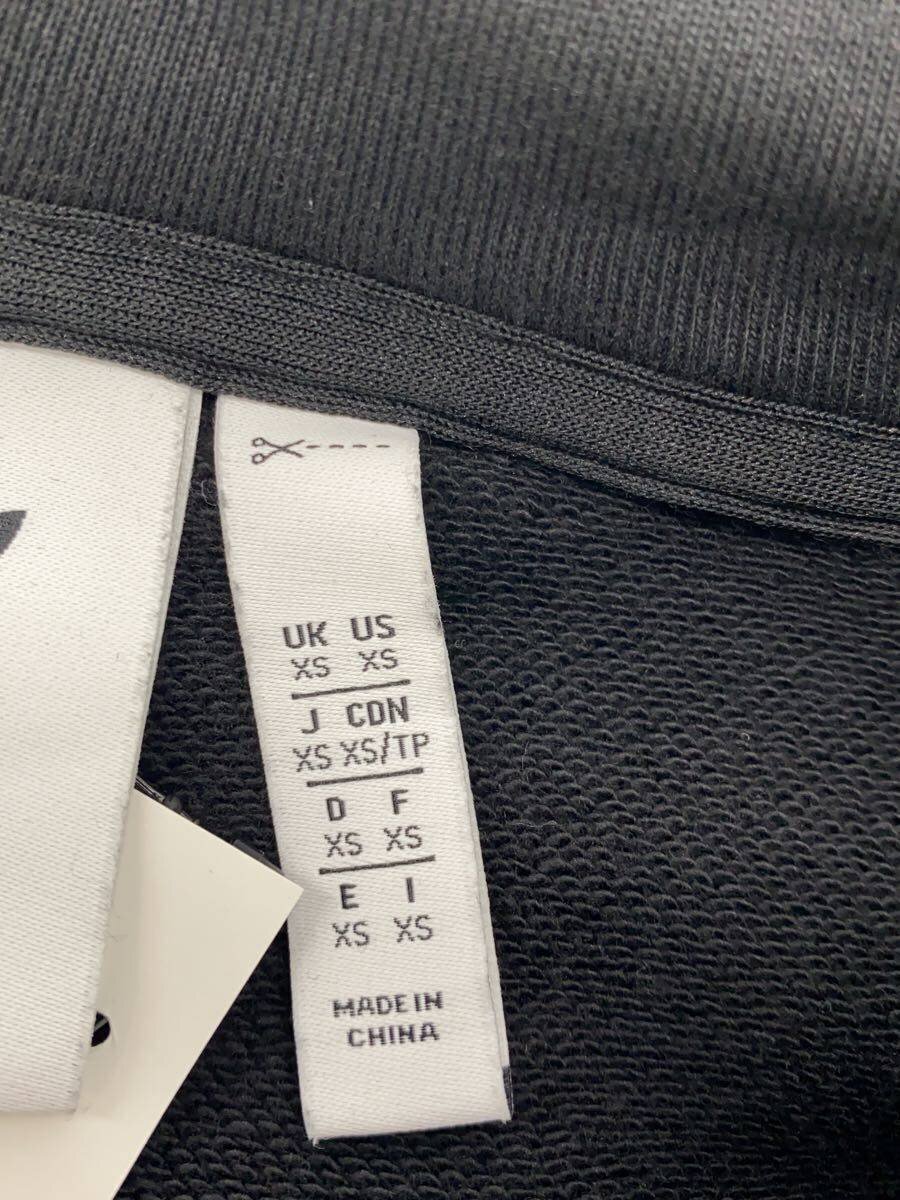 UK US
XS XS
J CDN
XS XS/TP
D F
XS XS
E I
XS XS
MADE IN
CHINA